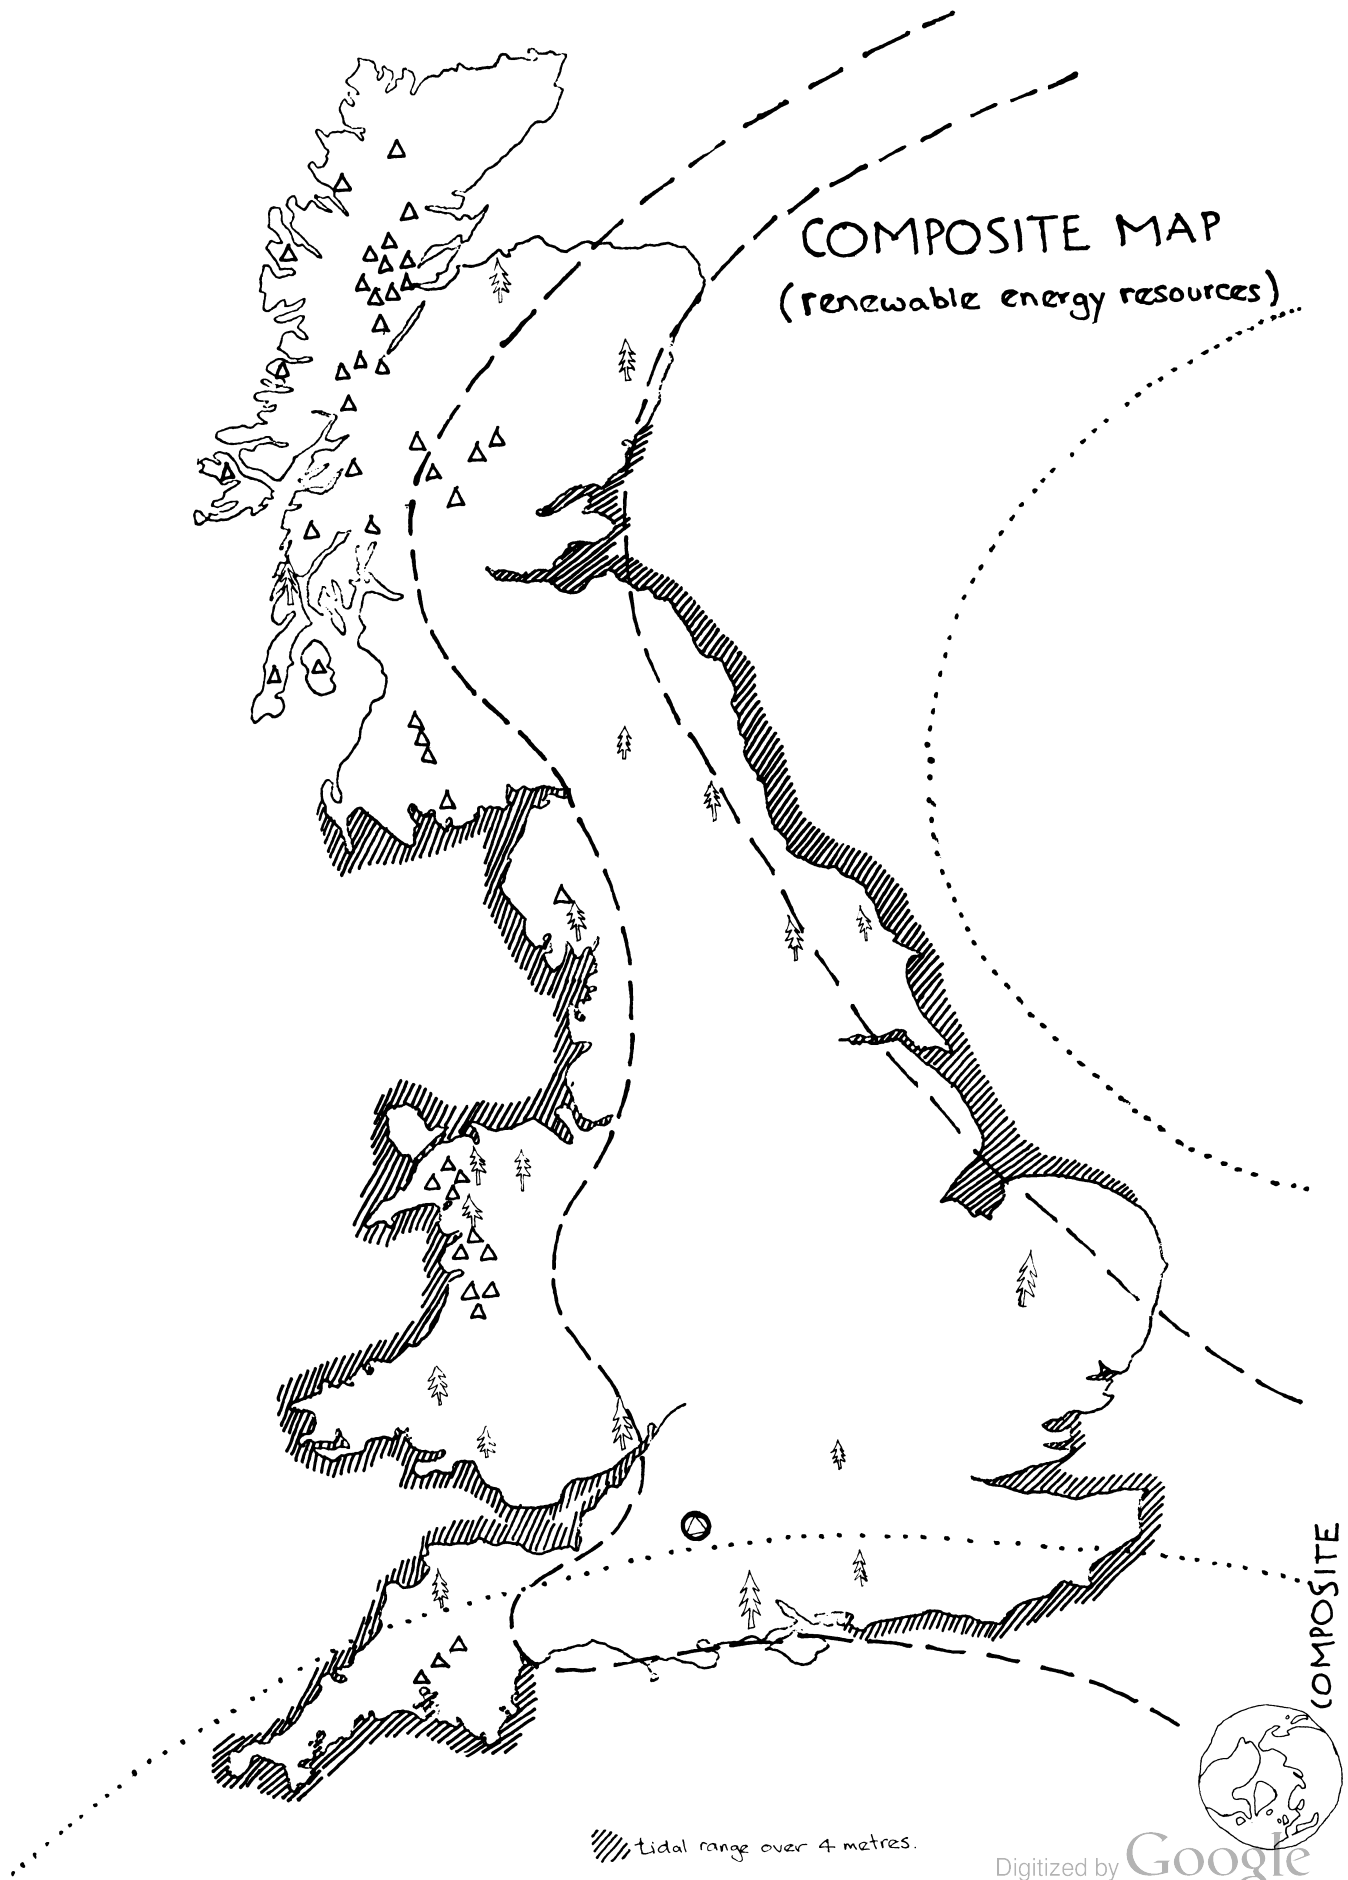 COMPOSITE MAP
(renewable energy resources)
COMPOSITE
tidal range over 4 metres.
Digitized by Google